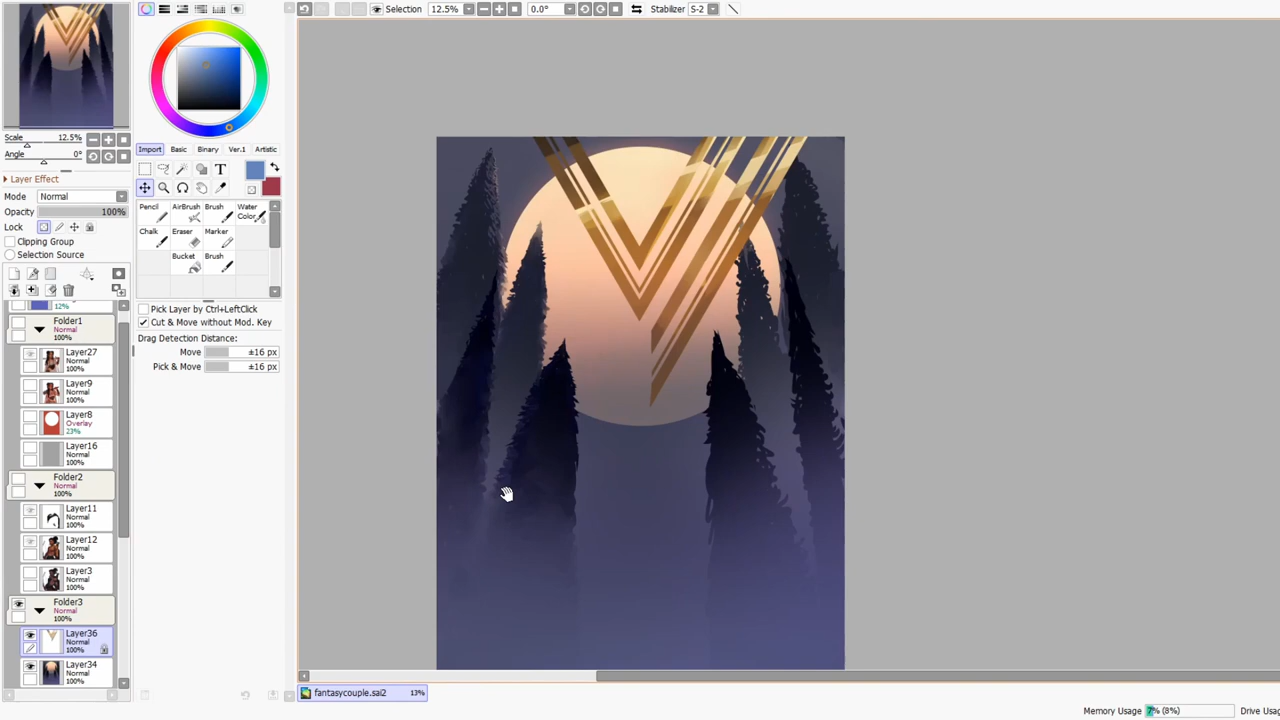 Selection 12.5% 0.0° Stabilizer S-2
Scale 12.5%
Angle 0°
Layer Effect
Mode Normal
Opacity 100%
Lock
Clipping Group
Selection Source
12%
Folder1
Normal
100%
Layer27
Normal
100%
Layer9
Normal
100%
Layer8
Overlay
23%
Layer16
Normal
100%
Folder2
Normal
100%
Layer11
Normal
100%
Layer12
Normal
100%
Layer3
Normal
100%
Folder3
Normal
100%
Layer36
Normal
100%
Layer34
Normal
100%
Import Basic Binary Ver.1 Artistic
T
Pencil AirBrush Brush Water Color
Chalk Eraser Marker
Bucket Brush
Pick Layer by Ctrl+LeftClick
Cut & Move without Mod. Key
Drag Detection Distance:
Move ±16 px
Pick & Move ±16 px
fantasycouple.sai2 13%
Memory Usage 7% (8%) Drive Usag